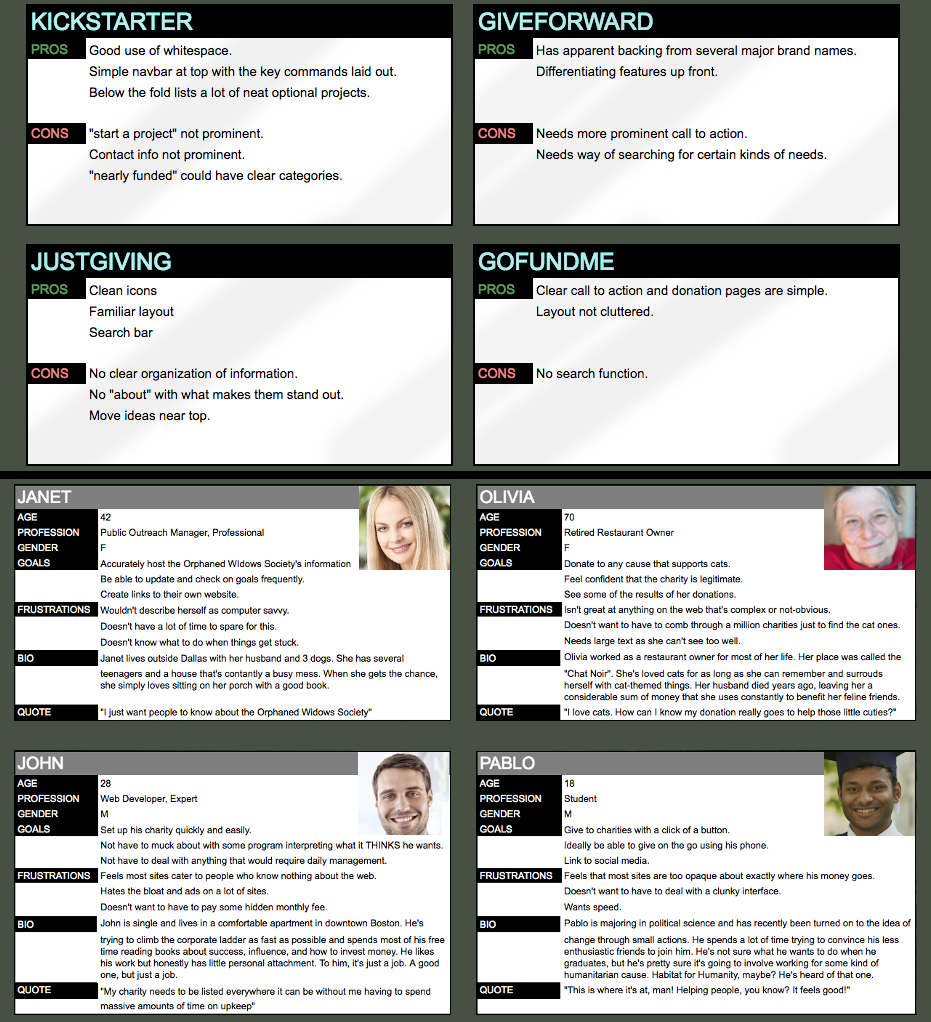 KICKSTARTER
PROS Good use of whitespace.
Simple navbar at top with the key commands laid out.
Below the fold lists a lot of neat optional projects.
CONS "start a project" not prominent.
Contact info not prominent.
"nearly funded" could have clear categories.
GIVEFORWARD
PROS Has apparent backing from several major brand names.
Differentiating features up front.
CONS Needs more prominent call to action.
Needs way of searching for certain kinds of needs.
JUSTGIVING
PROS Clean icons
Familiar layout
Search bar
CONS No clear organization of information.
No "about" with what makes them stand out.
Move ideas near top.
GOFUNDME
PROS Clear call to action and donation pages are simple.
Layout not cluttered.
CONS No search function.
JANET
AGE 42
PROFESSION Public Outreach Manager, Professional
GENDER F
GOALS Accurately host the Orphaned WIdows Society's information
Be able to update and check on goals frequently.
Create links to their own website.
FRUSTRATIONS Wouldn't describe herself as computer savvy.
Doesn't have a lot of time to spare for this.
Doesn't know what to do when things get stuck.
BIO Janet lives outside Dallas with her husband and 3 dogs. She has several
teenagers and a house that's contantly a busy mess. When she gets the chance,
she simply loves sitting on her porch with a good book.
QUOTE "I just want people to know about the Orphaned Widows Society"
OLIVIA
AGE 70
PROFESSION Retired Restaurant Owner
GENDER F
GOALS Donate to any cause that supports cats.
Feel confident that the charity is legitimate.
See some of the results of her donations.
FRUSTRATIONS Isn't great at anything on the web that's complex or not-obvious.
Doesn't want to have to comb through a million charities just to find the cat ones.
Needs large text as she can't see too well.
BIO Olivia worked as a restaurant owner for most of her life. Her place was called the
"Chat Noir". She's loved cats for as long as she can remember and surrouds
herself with cat-themed things. Her husband died years ago, leaving her a
considerable sum of money that she uses constantly to benefit her feline friends.
QUOTE "I love cats. How can I know my donation really goes to help those little cuties?"
JOHN
AGE 28
PROFESSION Web Developer, Expert
GENDER M
GOALS Set up his charity quickly and easily.
Not have to muck about with some program interpreting what it THINKS he wants.
Not have to deal with anything that would require daily management.
FRUSTRATIONS Feels most sites cater to people who know nothing about the web.
Hates the bloat and ads on a lot of sites.
Doesn't want to have to pay some hidden monthly fee.
BIO John is single and lives in a comfortable apartment in downtown Boston. He's
trying to climb the corporate ladder as fast as possible and spends most of his free
time reading books about success, influence, and how to invest money. He likes
his work but honestly has little personal attachment. To him, it's just a job. A good
one, but just a job.
QUOTE "My charity needs to be listed everywhere it can be without me having to spend
massive amounts of time on upkeep"
PABLO
AGE 18
PROFESSION Student
GENDER M
GOALS Give to charities with a click of a button.
Ideally be able to give on the go using his phone.
Link to social media.
FRUSTRATIONS Feels that most sites are too opaque about exactly where his money goes.
Doesn't want to have to deal with a clunky interface.
Wants speed.
BIO Pablo is majoring in political science and has recently been turned on to the idea of
change through small actions. He spends a lot of time trying to convince his less
enthusiastic friends to join him. He's not sure what he wants to do when he
graduates, but he's pretty sure it's going to involve working for some kind of
humanitarian cause. Habitat for Humanity, maybe? He's heard of that one.
QUOTE "This is where it's at, man! Helping people, you know? It feels good!"